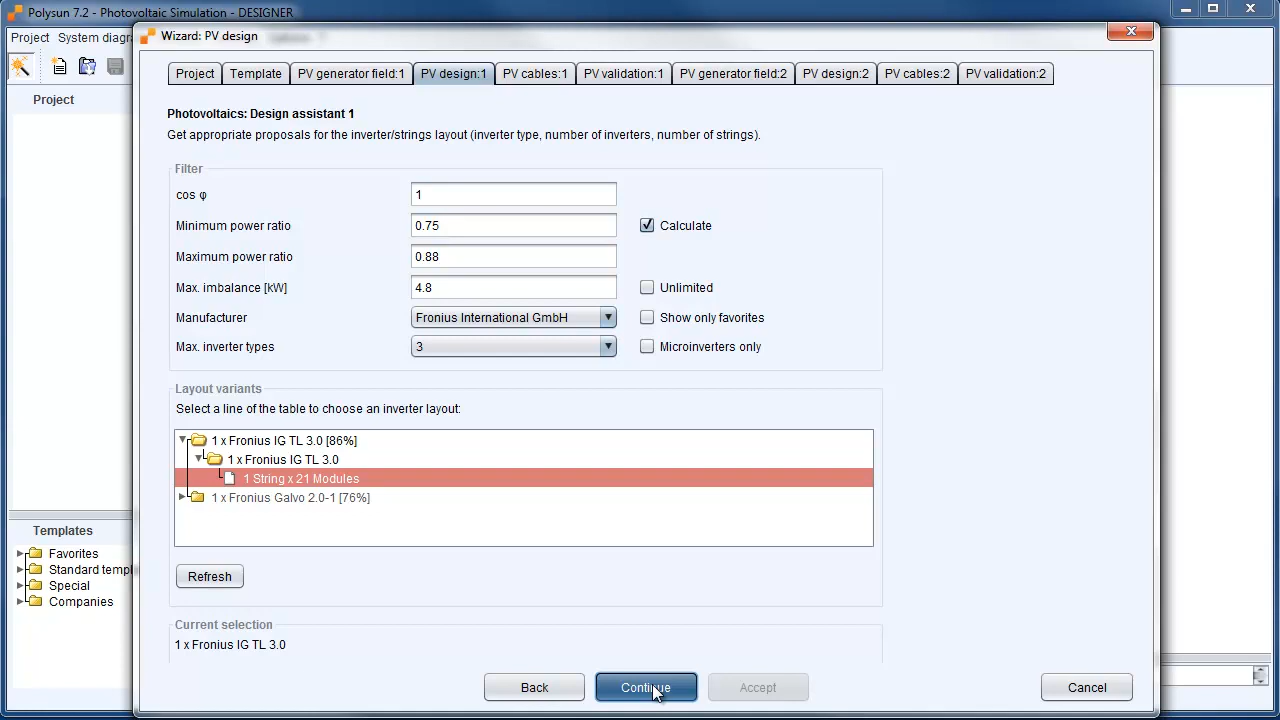 Polysun 7.2 - Photovoltaic Simulation - DESIGNER
Project System diagra
Wizard: PV design
Project Template PV generator field:1 PV design:1 PV cables:1 PV validation:1 PV generator field:2 PV design:2 PV cables:2 PV validation:2
Project
Photovoltaics: Design assistant 1
Get appropriate proposals for the inverter/strings layout (inverter type, number of inverters, number of strings).
Filter
cos φ 1
Minimum power ratio 0.75 Calculate
Maximum power ratio 0.88
Max. imbalance [kW] 4.8 Unlimited
Manufacturer Fronius International GmbH Show only favorites
Max. inverter types 3 Microinverters only
Layout variants
Select a line of the table to choose an inverter layout:
1 x Fronius IG TL 3.0 [86%]
1 x Fronius IG TL 3.0
1 String x 21 Modules
1 x Fronius Galvo 2.0-1 [76%]
Templates
Favorites
Standard templ
Special
Companies
Refresh
Current selection
1 x Fronius IG TL 3.0
Back Continue Accept Cancel